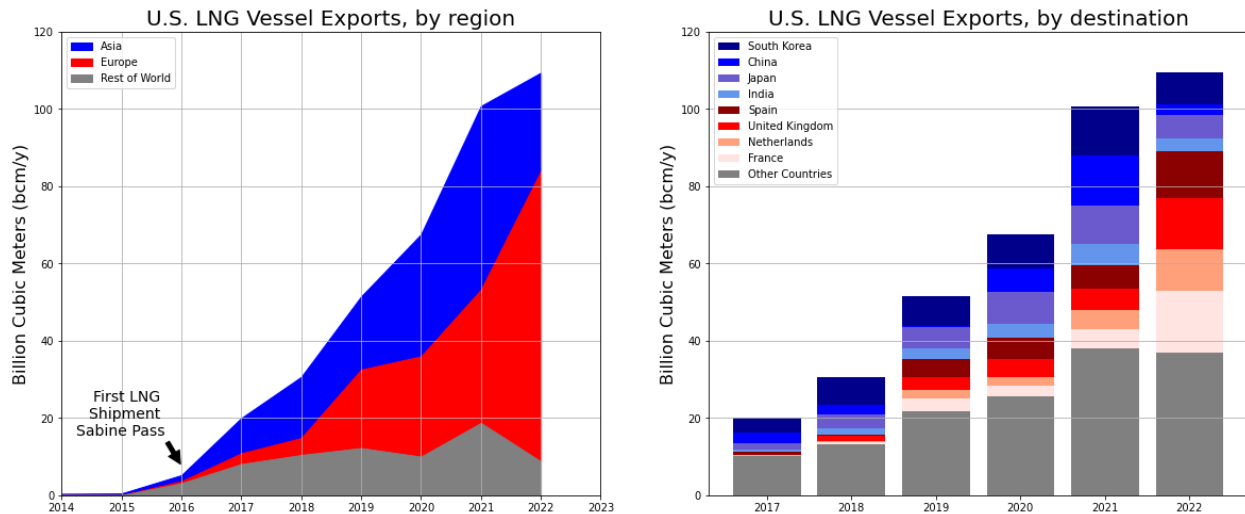 U.S. LNG Vessel Exports, by region
Billion Cubic Meters (bcm/y)
120
100
80
60
40
20
0
Asia
Europe
Rest of World
First LNG
Shipment
Sabine Pass
2014 2015 2016 2017 2018 2019 2020 2021 2022 2023
U.S. LNG Vessel Exports, by destination
Billion Cubic Meters (bcm/y)
120
100
80
60
40
20
0
South Korea
China
Japan
India
Spain
United Kingdom
Netherlands
France
Other Countries
2017 2018 2019 2020 2021 2022